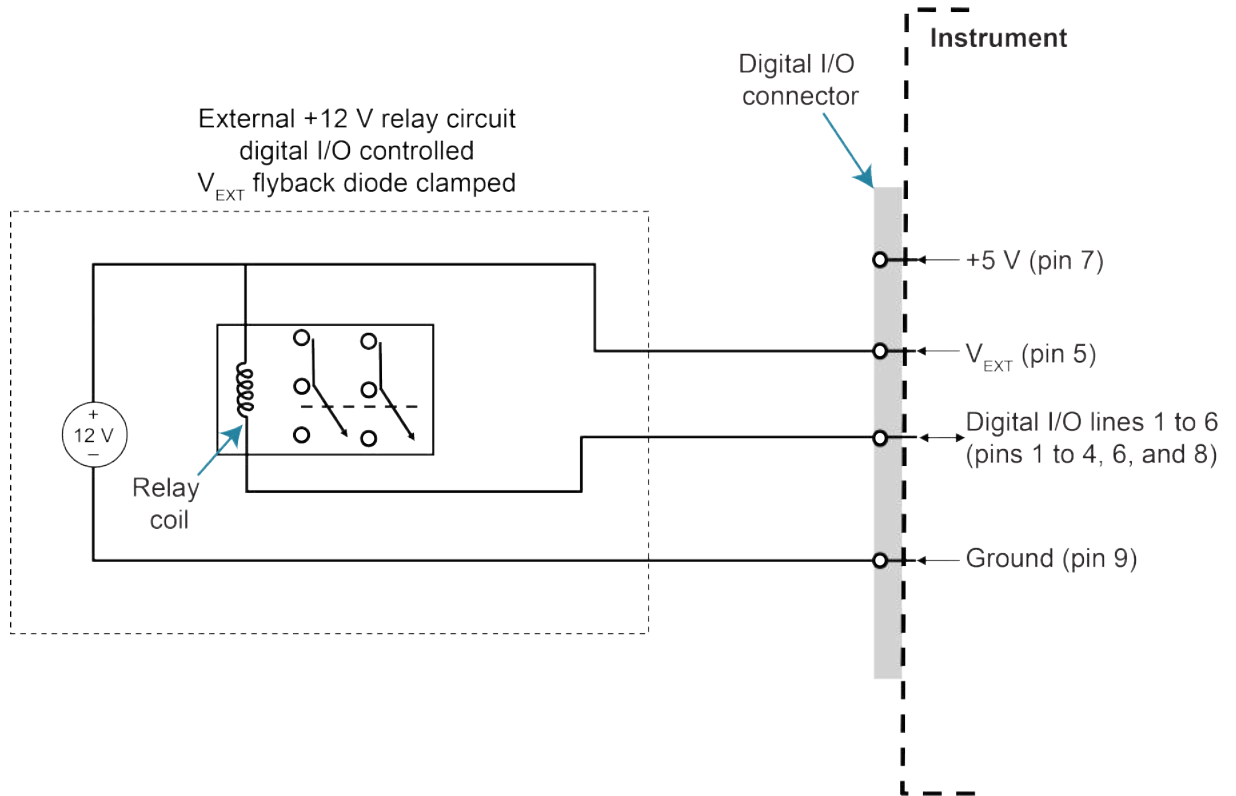 Instrument
Digital I/O
connector
External +12 V relay circuit
digital I/O controlled
VEXT flyback diode clamped
+5 V (pin 7)
VEXT (pin 5)
+
12 V
–
Digital I/O lines 1 to 6
(pins 1 to 4, 6, and 8)
Relay
coil
Ground (pin 9)